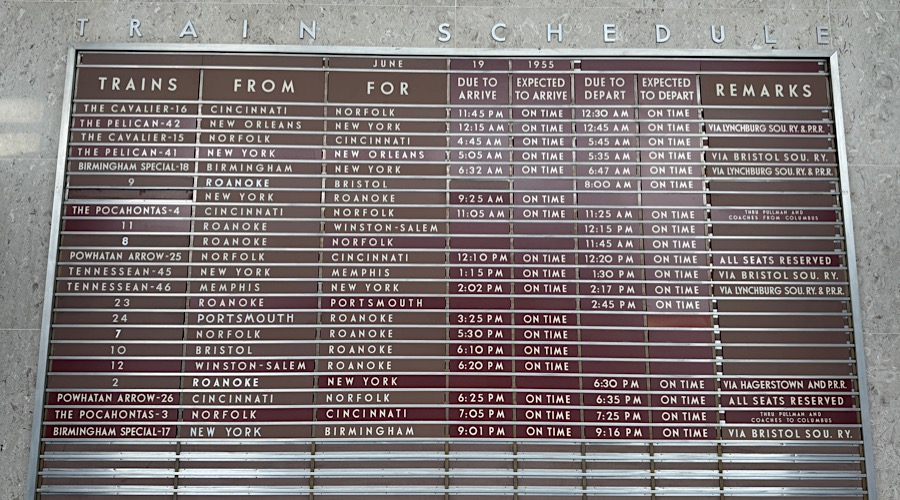 TRAIN SCHEDULE
JUNE 19 1955
TRAINS FROM FOR DUE TO ARRIVE EXPECTED TO ARRIVE DUE TO DEPART EXPECTED TO DEPART REMARKS
THE CAVALIER-16 CINCINNATI NORFOLK 11:45 PM ON TIME 12:30 AM ON TIME
THE PELICAN-42 NEW ORLEANS NEW YORK 12:15 AM ON TIME 12:45 AM ON TIME VIA LYNCHBURG SOU. RY. & P.R.R.
THE CAVALIER-15 NORFOLK CINCINNATI 4:45 AM ON TIME 5:45 AM ON TIME
THE PELICAN-41 NEW YORK NEW ORLEANS 5:05 AM ON TIME 5:35 AM ON TIME VIA BRISTOL SOU. RY.
BIRMINGHAM SPECIAL-18 BIRMINGHAM NEW YORK 6:32 AM ON TIME 6:47 AM ON TIME VIA LYNCHBURG SOU. RY. & P.R.R.
9 ROANOKE BRISTOL 8:00 AM ON TIME
NEW YORK ROANOKE 9:25 AM ON TIME
THE POCAHONTAS-4 CINCINNATI NORFOLK 11:05 AM ON TIME 11:25 AM ON TIME THRU PULLMAN AND COACHES FROM COLUMBUS
11 ROANOKE WINSTON-SALEM 12:15 PM ON TIME
8 ROANOKE NORFOLK 11:45 AM ON TIME
POWHATAN ARROW-25 NORFOLK CINCINNATI 12:10 PM ON TIME 12:20 PM ON TIME ALL SEATS RESERVED
TENNESSEAN-45 NEW YORK MEMPHIS 1:15 PM ON TIME 1:30 PM ON TIME VIA BRISTOL SOU. RY.
TENNESSEAN-46 MEMPHIS NEW YORK 2:02 PM ON TIME 2:17 PM ON TIME VIA LYNCHBURG SOU. RY. & P.R.R.
23 ROANOKE PORTSMOUTH 2:45 PM ON TIME
24 PORTSMOUTH ROANOKE 3:25 PM ON TIME
7 NORFOLK ROANOKE 5:30 PM ON TIME
10 BRISTOL ROANOKE 6:10 PM ON TIME
12 WINSTON-SALEM ROANOKE 6:20 PM ON TIME
2 ROANOKE NEW YORK 6:30 PM ON TIME VIA HAGERSTOWN AND P.R.R.
POWHATAN ARROW-26 CINCINNATI NORFOLK 6:25 PM ON TIME 6:35 PM ON TIME ALL SEATS RESERVED
THE POCAHONTAS-3 NORFOLK CINCINNATI 7:05 PM ON TIME 7:25 PM ON TIME THRU PULLMAN AND COACHES TO COLUMBUS
BIRMINGHAM SPECIAL-17 NEW YORK BIRMINGHAM 9:01 PM ON TIME 9:16 PM ON TIME VIA BRISTOL SOU. RY.